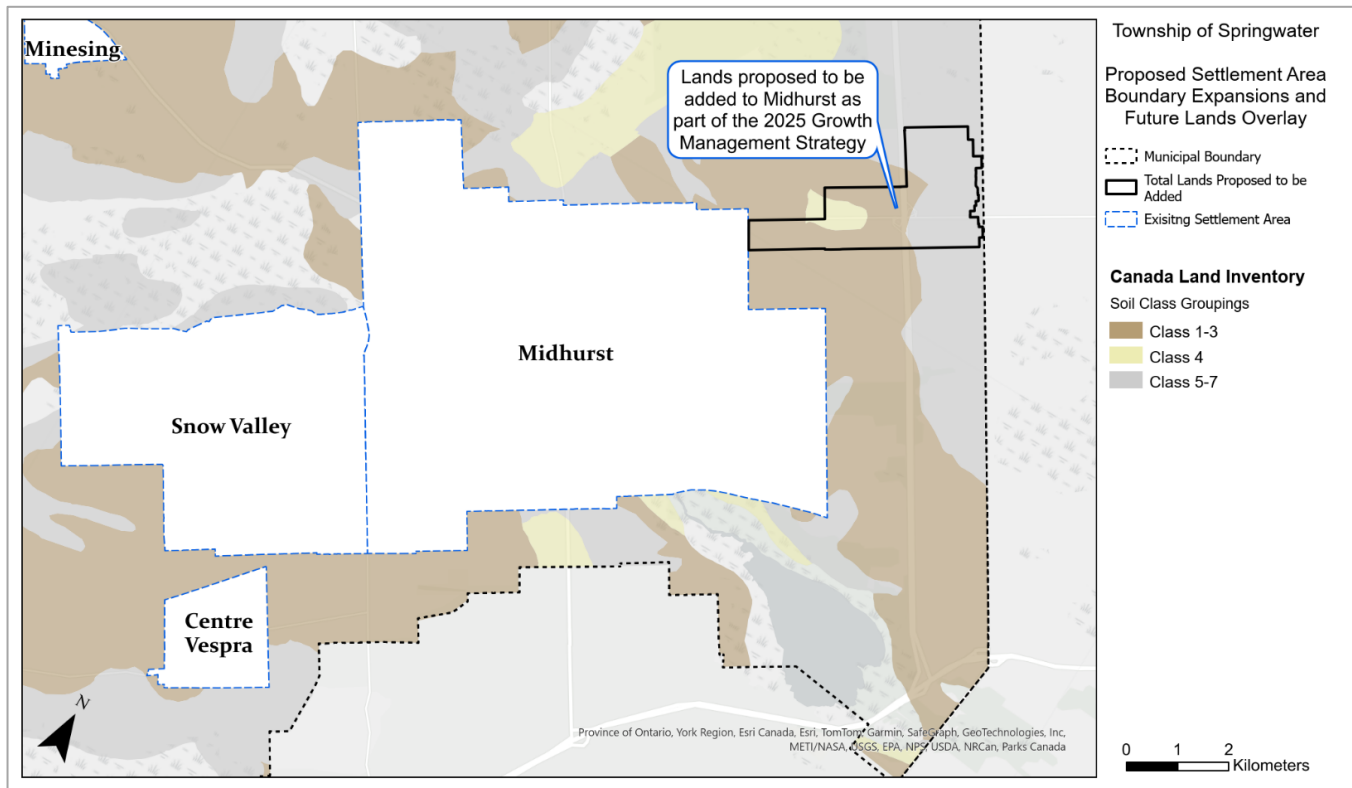 Minesing
Lands proposed to be
added to Midhurst as
part of the 2025 Growth
Management Strategy
Midhurst
Snow Valley
Centre
Vespra
N
Province of Ontario, York Region, Esri Canada, Esri, TomTom, Garmin, SafeGraph, GeoTechnologies, Inc,
METI/NASA, USGS, EPA, NPS, USDA, NRCan, Parks Canada
Township of Springwater
Proposed Settlement Area
Boundary Expansions and
Future Lands Overlay
Municipal Boundary
Total Lands Proposed to be
Added
Exisitng Settlement Area
Canada Land Inventory
Soil Class Groupings
Class 1-3
Class 4
Class 5-7
0 1 2
Kilometers